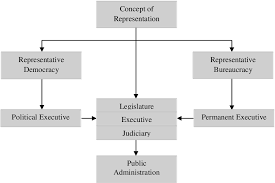 Concept of
Representation
Representative
Democracy
Representative
Bureaucracy
Political Executive
Legislature
Executive
Judiciary
Permanent Executive
Public
Administration